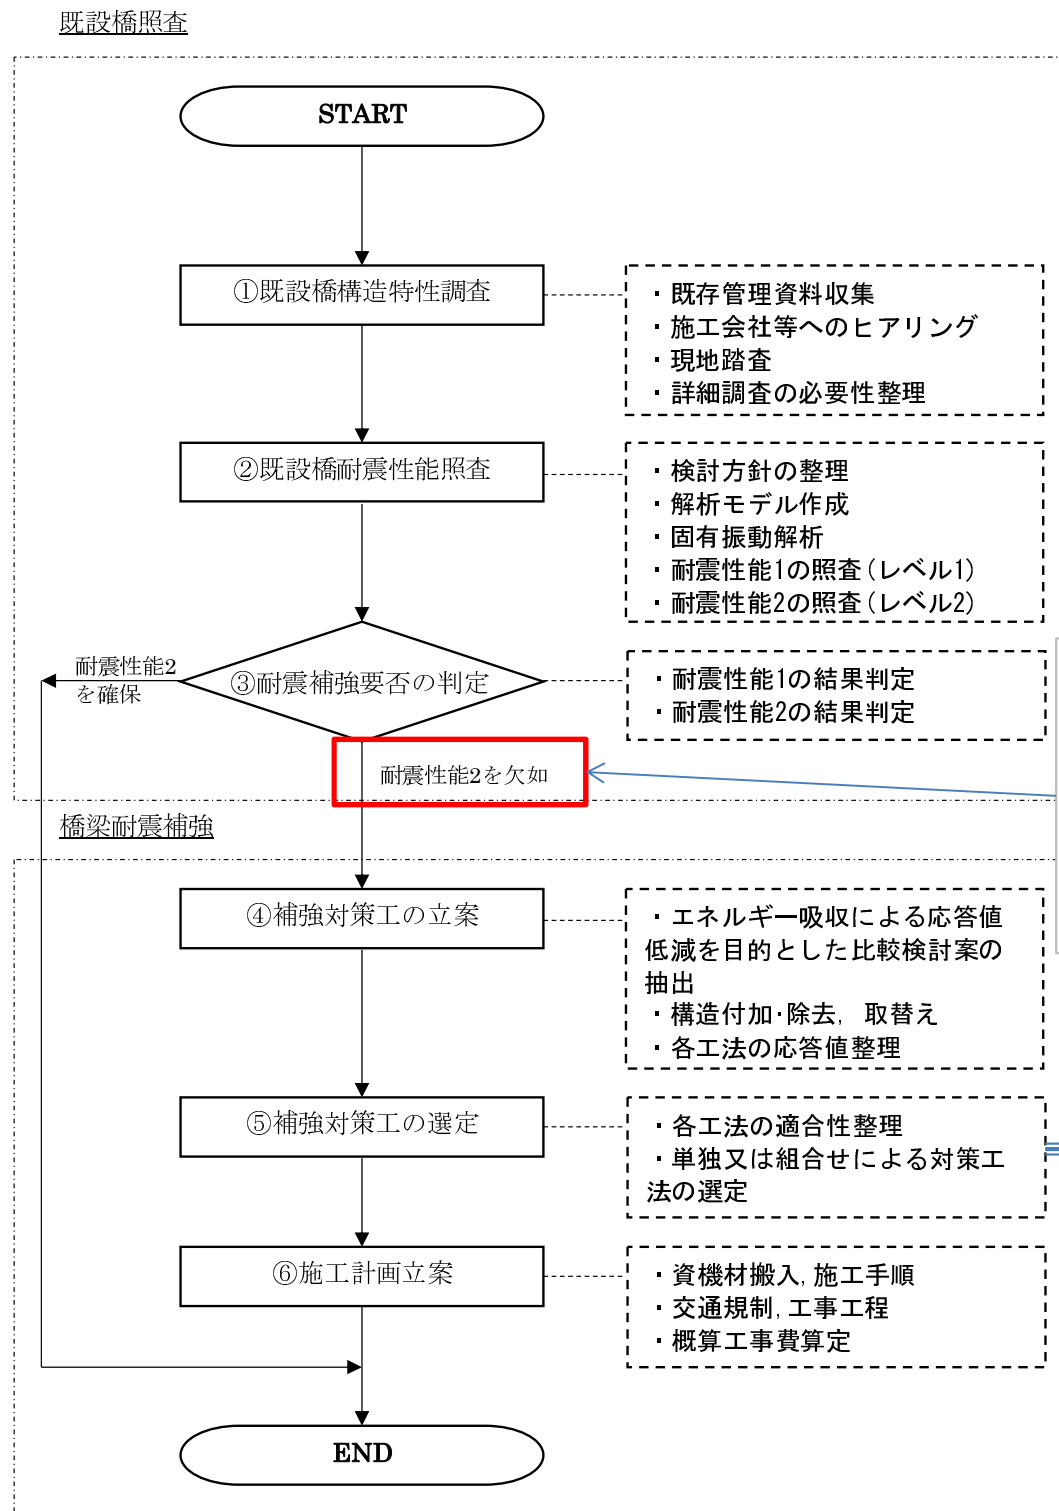 既設橋照査
START
①既設橋構造特性調査
・既存管理資料収集
・施工会社等へのヒアリング
・現地踏査
・詳細調査の必要性整理
②既設橋耐震性能照査
・検討方針の整理
・解析モデル作成
・固有振動解析
・耐震性能1の照査(レベル1)
・耐震性能2の照査(レベル2)
耐震性能2
を確保
③耐震補強要否の判定
・耐震性能1の結果判定
・耐震性能2の結果判定
耐震性能2を欠如
橋梁耐震補強
④補強対策工の立案
・エネルギー吸収による応答値
低減を目的とした比較検討案の
抽出
・構造付加・除去, 取替え
・各工法の応答値整理
⑤補強対策工の選定
・各工法の適合性整理
・単独又は組合せによる対策工
法の選定
⑥施工計画立案
・資機材搬入,施工手順
・交通規制,工事工程
・概算工事費算定
END